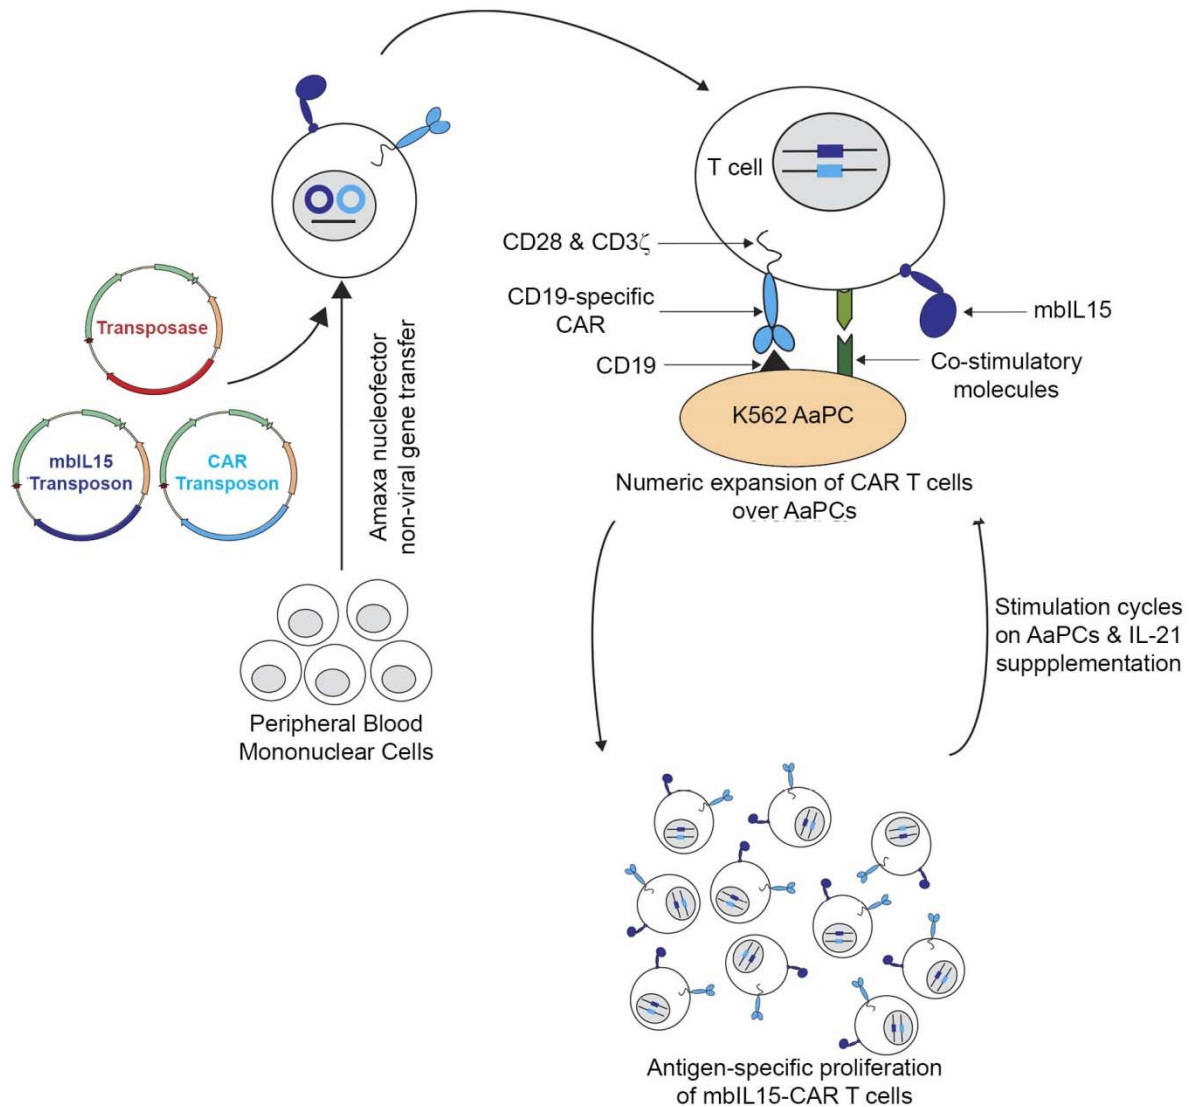 T cell
CD28 & CD3ζ
CD19-specific
CAR
CD19
mbIL15
Co-stimulatory
molecules
K562 AaPC
Numeric expansion of CAR T cells
over AaPCs
Transposase
mbIL15
Transposon
CAR
Transposon
Amaxa nucleofector
non-viral gene transfer
Peripheral Blood
Mononuclear Cells
Stimulation cycles
on AaPCs & IL-21
suppplementation
Antigen-specific proliferation
of mbIL15-CAR T cells